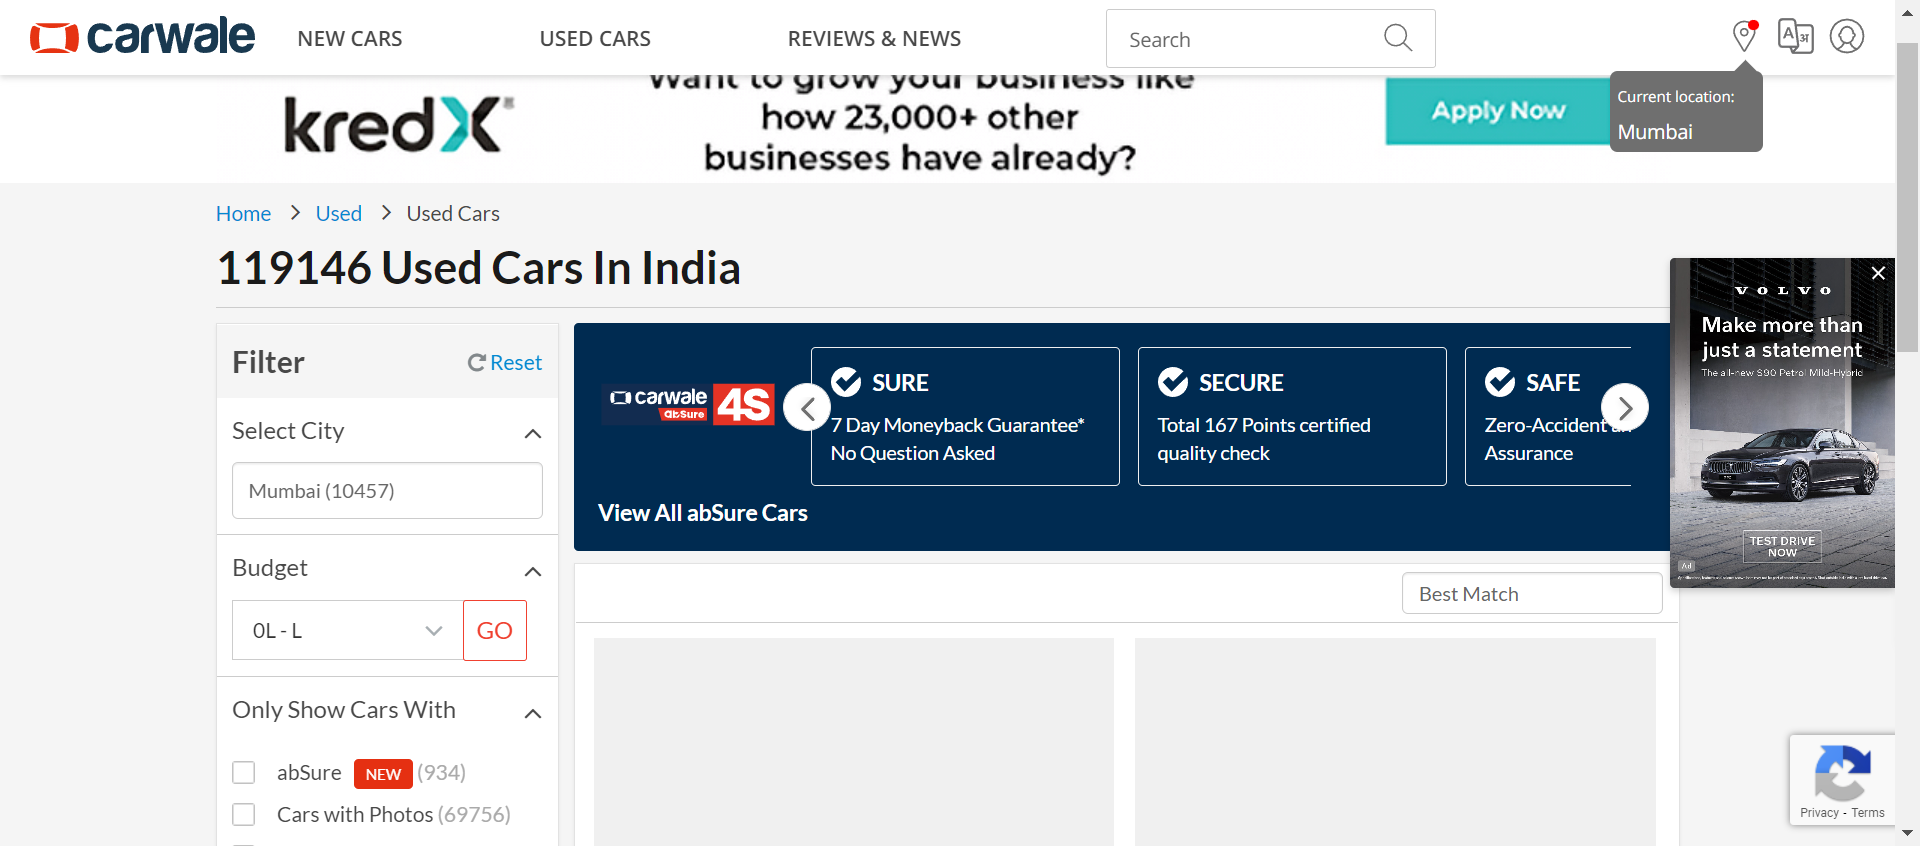 carwale
NEW CARS
USED CARS
REVIEWS & NEWS
Search
A अ
Current location:
Mumbai
kredX
Want to grow your business like
how 23,000+ other
businesses have already?
Apply Now
Home > Used > Used Cars
119146 Used Cars In India
Filter
Reset
Select City
Mumbai (10457)
Budget
0L - L
GO
Only Show Cars With
abSure NEW (934)
Cars with Photos (69756)
carwale
abSure
4S
SURE
7 Day Moneyback Guarantee*
No Question Asked
SECURE
Total 167 Points certified
quality check
SAFE
Zero-Accident
Assurance
View All abSure Cars
Best Match
VOLVO
Make more than
just a statement
The all-new S90 Petrol Mild-Hybrid
TEST DRIVE
NOW
Ad
Privacy - Terms